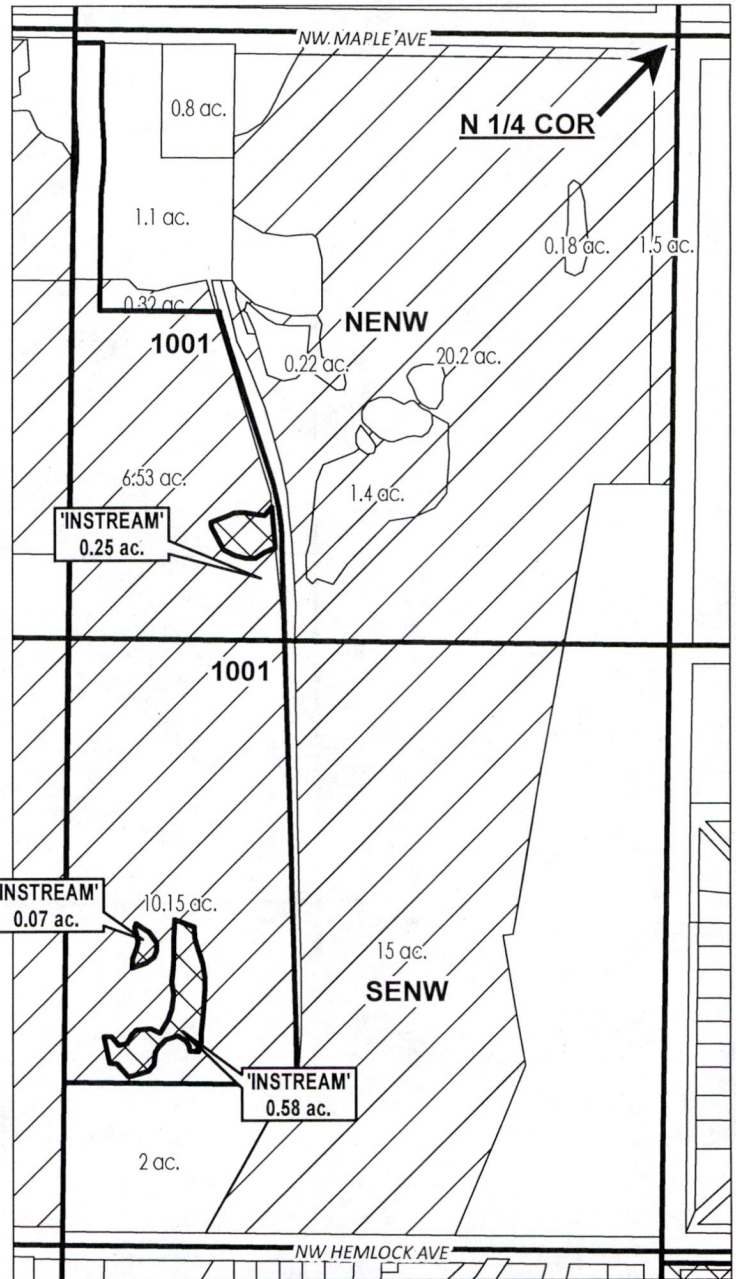 NW MAPLE AVE
0.8 ac.
N 1/4 COR
1.1 ac.
0.18 ac.
1.5 ac.
0.32 ac.
NENW
1001
0.22 ac.
20.2 ac.
6.53 ac.
1.4 ac.
'INSTREAM'
0.25 ac.
1001
INSTREAM'
0.07 ac.
10.15 ac.
15 ac.
SENW
'INSTREAM'
0.58 ac.
2 ac.
NW HEMLOCK AVE